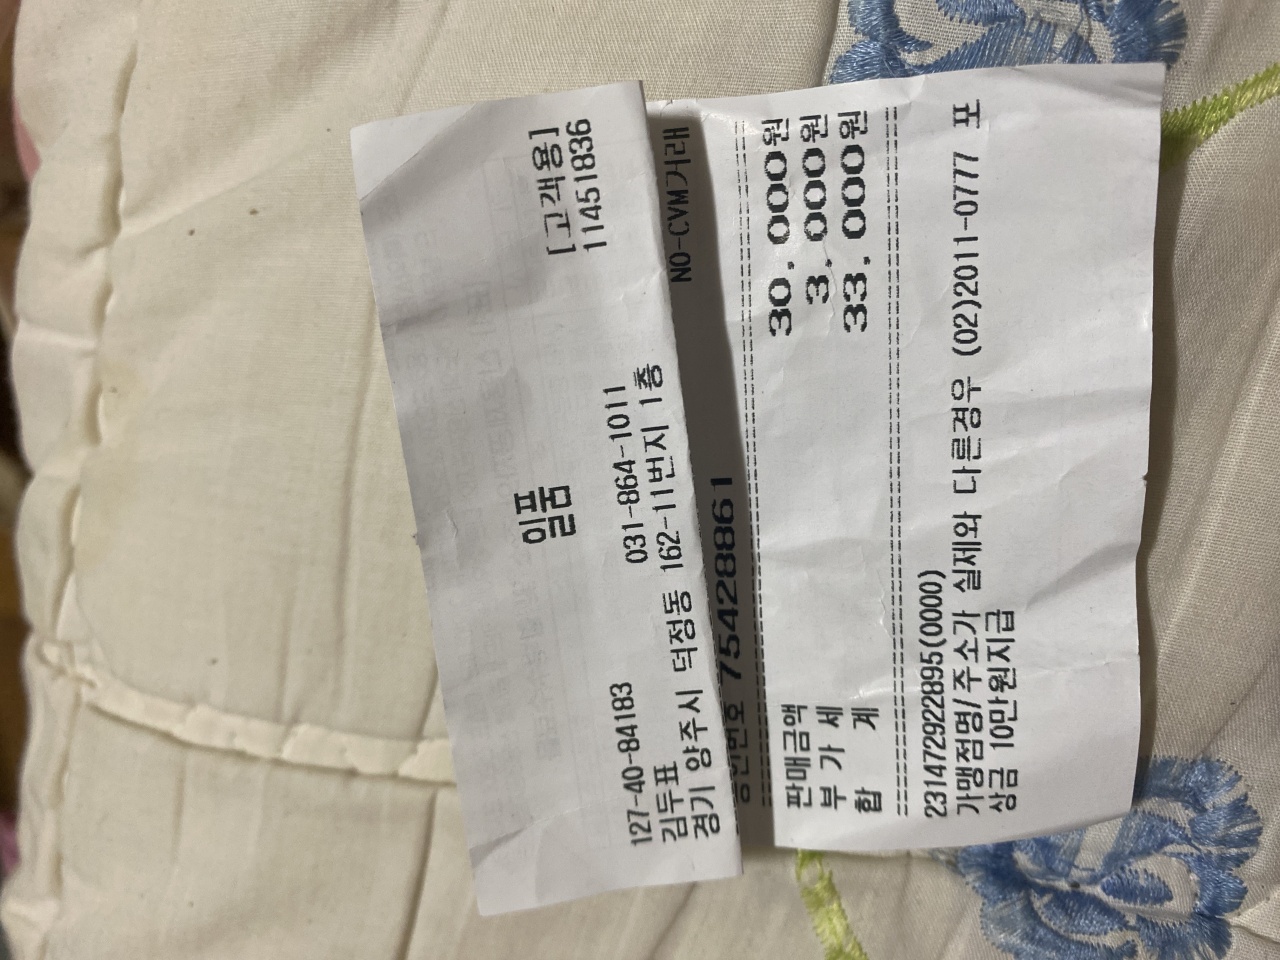 [고객용]
일품 11451836
127-40-84183 031-864-1011
김두표
경기 양주시 덕정동 162-11번지 1층
NO-CVM거래
승인번호 75428861
판매금액 30,000원
부 가 세 3,000원
합 계 33,000원
2314729922895(0000)
가맹점명/주소가 실제와 다른경우 (02)2011-0777 포
상금 10만원지급